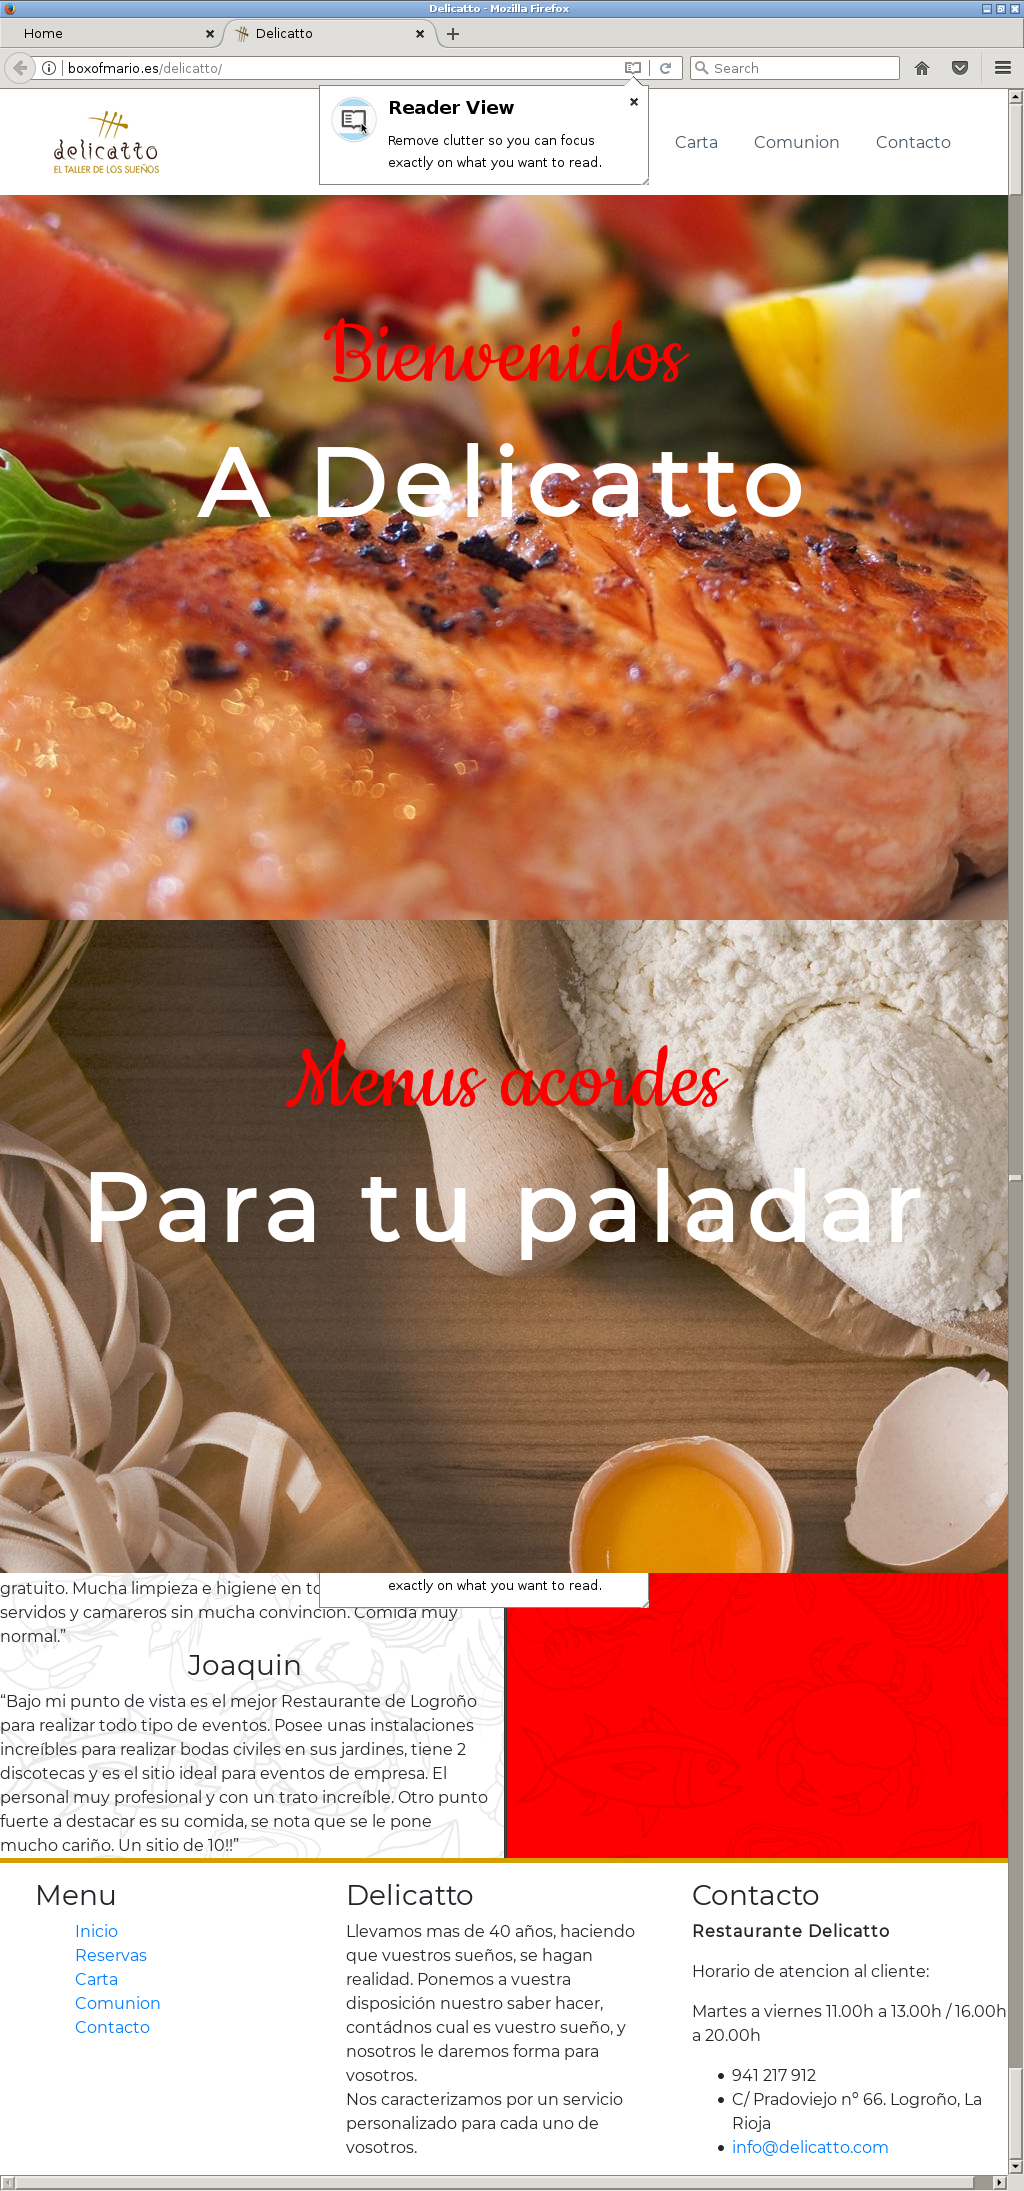 Delicatto - Mozilla Firefox
Home
Delicatto
boxofmario.es/delicatto/
Search
Reader View
Remove clutter so you can focus
exactly on what you want to read.
delicatto
EL TALLER DE LOS SUEÑOS
Carta
Comunion
Contacto
Bienvenidos
A Delicatto
Menus acordes
Para tu paladar
exactly on what you want to read.
gratuito. Mucha limpieza e higiene en
servidos y camareros sin mucha convincion. Comida muy
normal.”
Joaquin
“Bajo mi punto de vista es el mejor Restaurante de Logroño
para realizar todo tipo de eventos. Posee unas instalaciones
increíbles para realizar bodas civiles en sus jardines, tiene 2
discotecas y es el sitio ideal para eventos de empresa. El
personal muy profesional y con un trato increíble. Otro punto
fuerte a destacar es su comida, se nota que se le pone
mucho cariño. Un sitio de 10!!”
Menu
Inicio
Reservas
Carta
Comunion
Contacto
Delicatto
Llevamos mas de 40 años, haciendo
que vuestros sueños, se hagan
realidad. Ponemos a vuestra
disposición nuestro saber hacer,
contádnos cual es vuestro sueño, y
nosotros le daremos forma para
vosotros.
Nos caracterizamos por un servicio
personalizado para cada uno de
vosotros.
Contacto
Restaurante Delicatto
Horario de atencion al cliente:
Martes a viernes 11.00h a 13.00h / 16.00h
a 20.00h
941 217 912
C/ Pradoviejo nº 66. Logroño, La
Rioja
info@delicatto.com